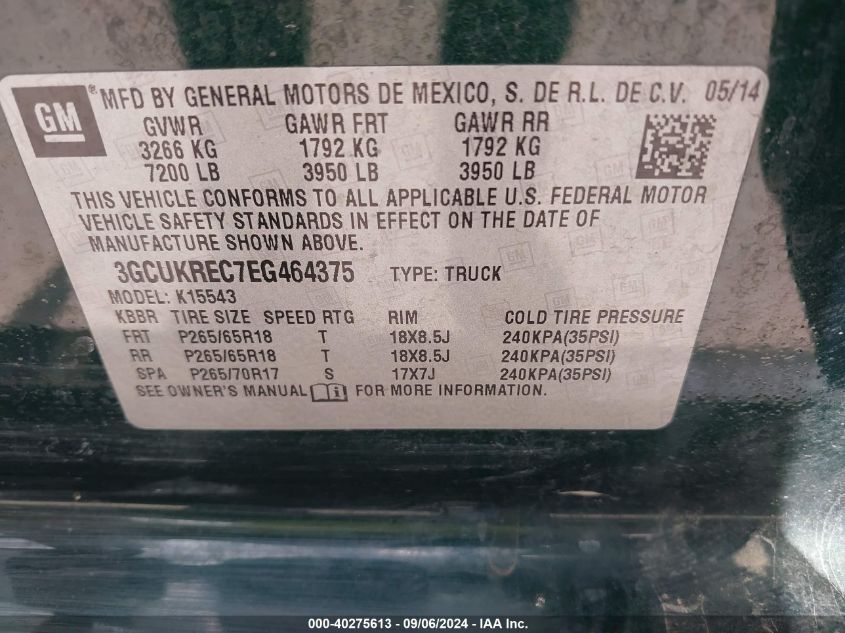 GM ® MFD BY GENERAL MOTORS DE MEXICO, S. DE R.L. DE C.V. 05/14
GVWR GAWR FRT GAWR RR
3266 KG 1792 KG 1792 KG
7200 LB 3950 LB 3950 LB
THIS VEHICLE CONFORMS TO ALL APPLICABLE U.S. FEDERAL MOTOR
VEHICLE SAFETY STANDARDS IN EFFECT ON THE DATE OF
MANUFACTURE SHOWN ABOVE.
3GCUKREC7EG464375 TYPE: TRUCK
MODEL: K15543
KBBR TIRE SIZE SPEED RTG RIM COLD TIRE PRESSURE
FRT P265/65R18 T 18X8.5J 240KPA(35PSI)
RR P265/65R18 T 18X8.5J 240KPA(35PSI)
SPA P265/70R17 S 17X7J 240KPA(35PSI)
SEE OWNER'S MANUAL i FOR MORE INFORMATION.
000-40275613 - 09/06/2024 - IAA Inc.